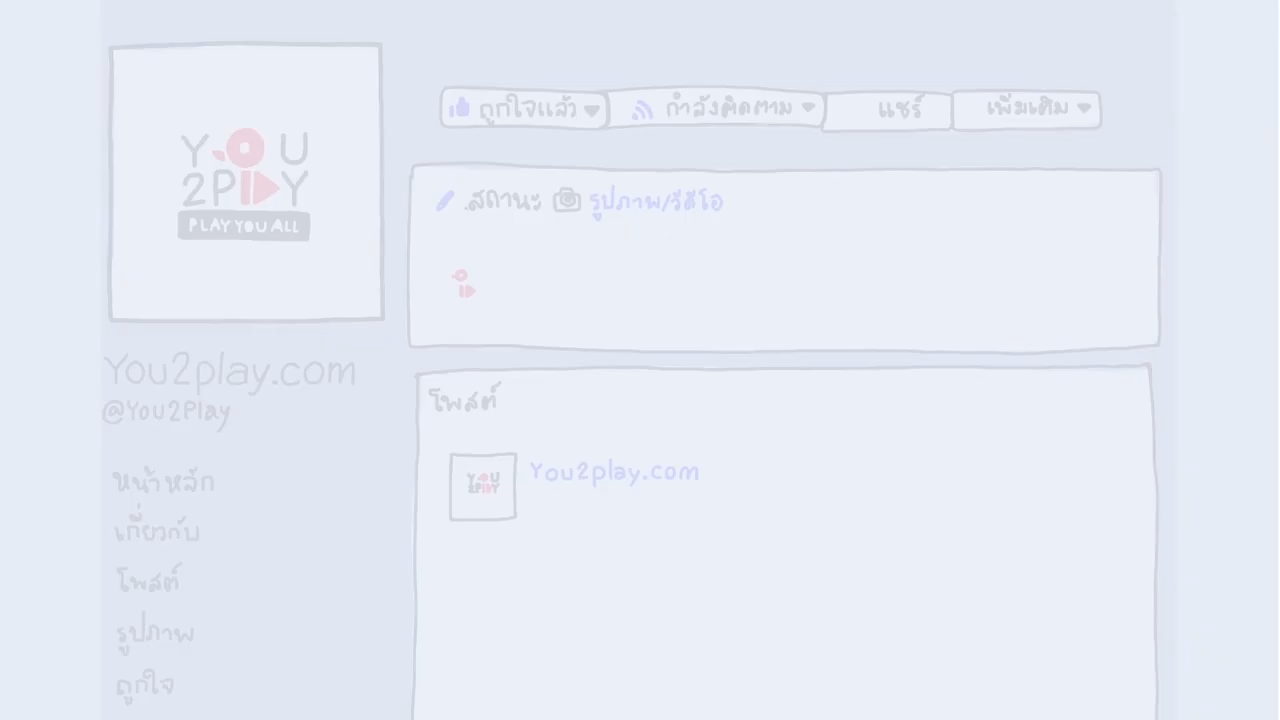 YOU
2PLAY
PLAY YOU ALL
You2play.com
@You2Play
หน้าหลัก
เกี่ยวกับ
โพสต์
รูปภาพ
ถูกใจ
ถูกใจแล้ว กำลังติดตาม แชร์ เพิ่มเติม
สถานะ รูปภาพ/วีดีโอ
โพสต์
YOU
2PLAY
You2play.com